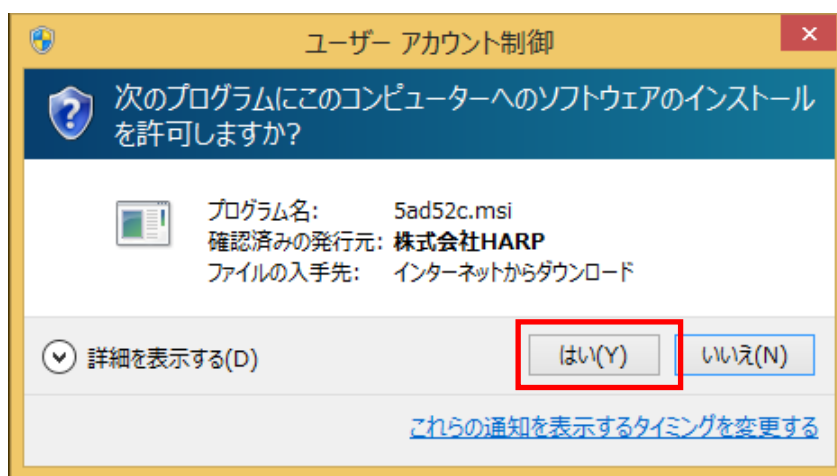 ユーザー アカウント制御
次のプログラムにこのコンピューターへのソフトウェアのインストール
を許可しますか?
プログラム名: 5ad52c.msi
確認済みの発行元: 株式会社HARP
ファイルの入手先: インターネットからダウンロード
詳細を表示する(D)
はい(Y)
いいえ(N)
これらの通知を表示するタイミングを変更する